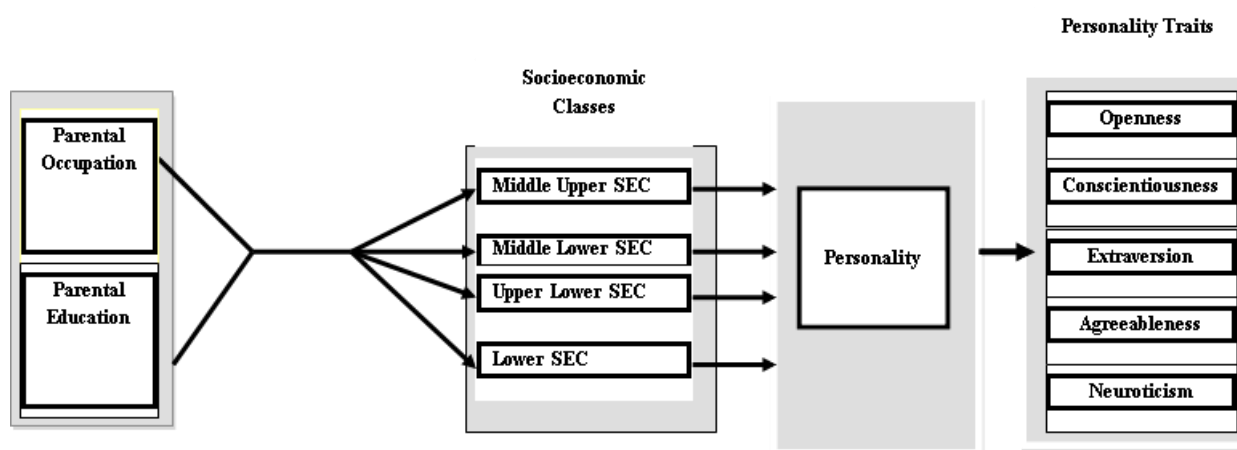 Personality Traits
Socioeconomic
Classes
Parental
Occupation
Parental
Education
Middle Upper SEC
Middle Lower SEC
Upper Lower SEC
Lower SEC
Personality
Openness
Conscientiousness
Extraversion
Agreeableness
Neuroticism